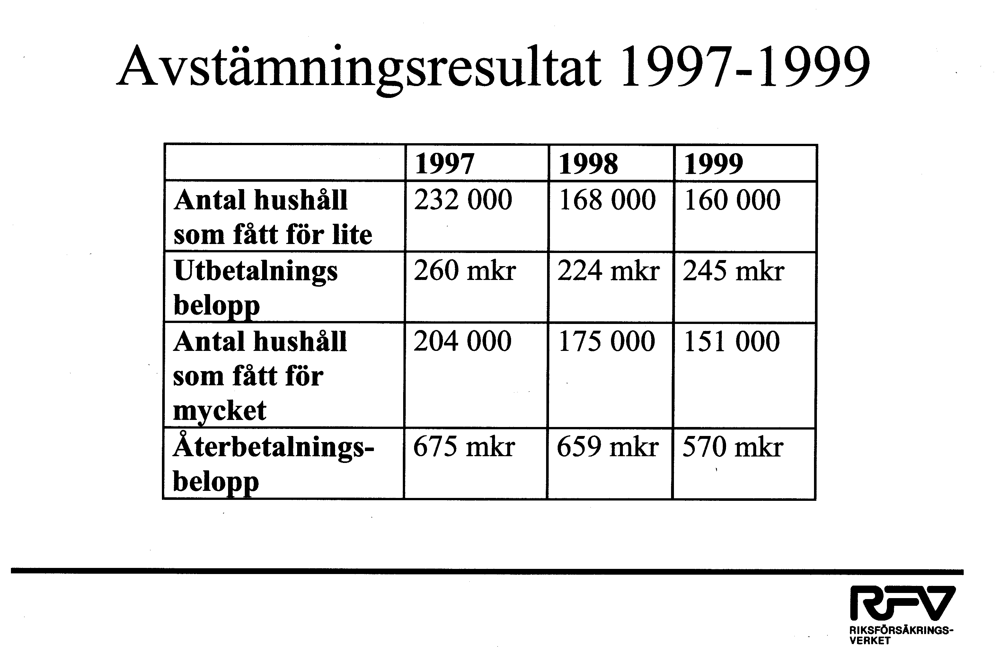 Avstämningsresultat 1997-1999
1997 1998 1999
Antal hushåll 232 000 168 000 160 000
som fått för lite
Utbetalnings 260 mkr 224 mkr 245 mkr
belopp
Antal hushåll 204 000 175 000 151 000
som fått för
mycket
Återbetalnings- 675 mkr 659 mkr 570 mkr
belopp
RFV
RIKSFÖRSÄKRINGS-
VERKET